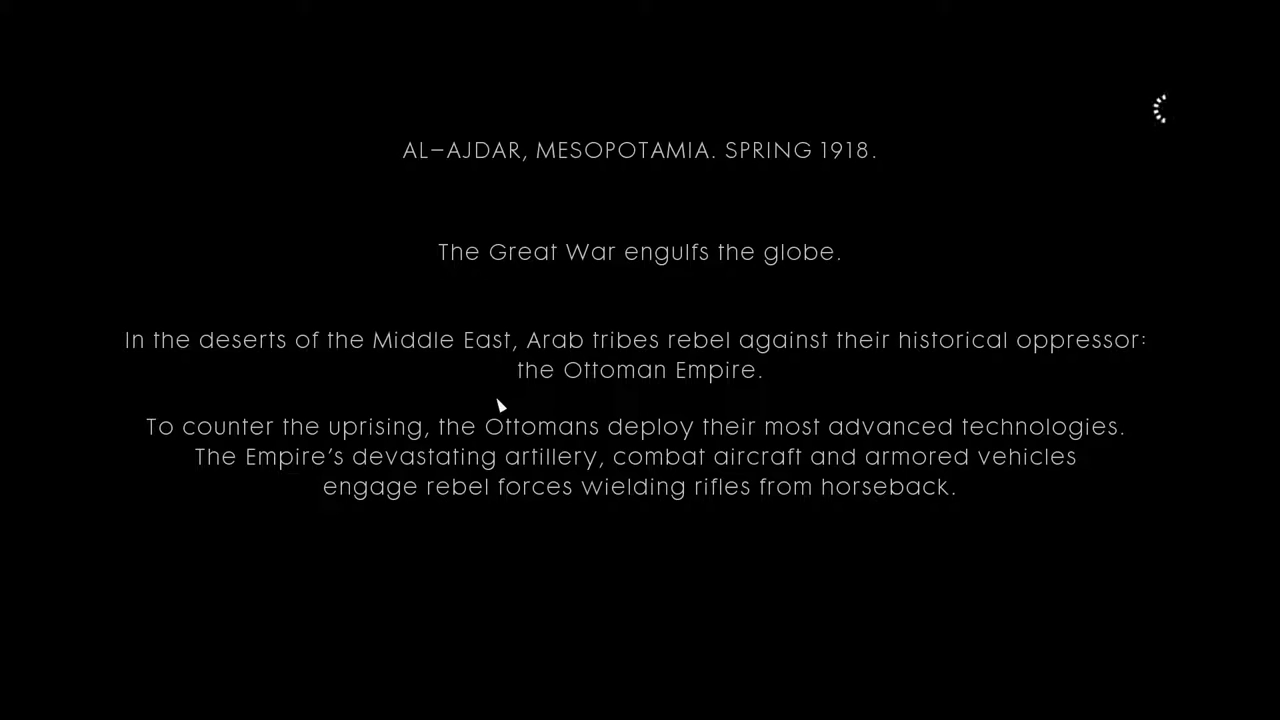 AL-AJDAR, MESOPOTAMIA. SPRING 1918.
The Great War engulfs the globe.
In the deserts of the Middle East, Arab tribes rebel against their historical oppressor:
the Ottoman Empire.
To counter the uprising, the Ottomans deploy their most advanced technologies.
The Empire's devastating artillery, combat aircraft and armored vehicles
engage rebel forces wielding rifles from horseback.